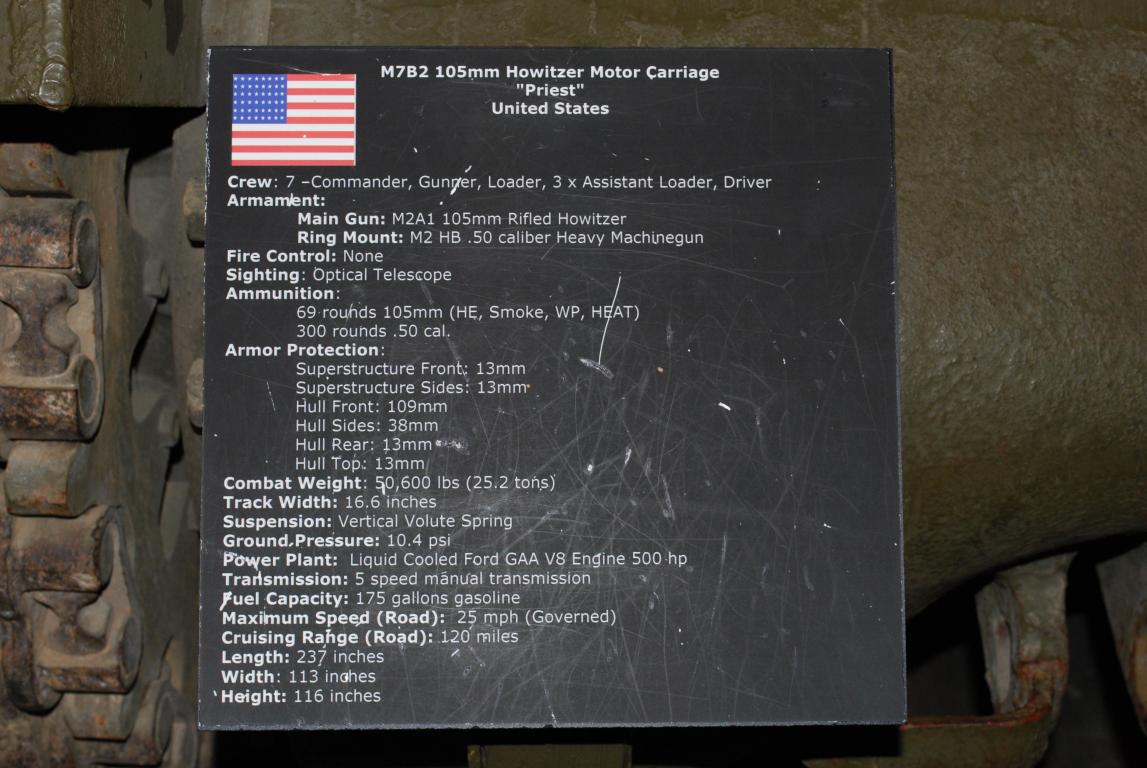 M7B2 105mm Howitzer Motor Carriage
"Priest"
United States
Crew: 7 –Commander, Gunner, Loader, 3 x Assistant Loader, Driver
Armament:
Main Gun: M2A1 105mm Rifled Howitzer
Ring Mount: M2 HB .50 caliber Heavy Machinegun
Fire Control: None
Sighting: Optical Telescope
Ammunition:
69 rounds 105mm (HE, Smoke, WP, HEAT)
300 rounds .50 cal.
Armor Protection:
Superstructure Front: 13mm
Superstructure Sides: 13mm
Hull Front: 109mm
Hull Sides: 38mm
Hull Rear: 13mm
Hull Top: 13mm
Combat Weight: 50,600 lbs (25.2 tons)
Track Width: 16.6 inches
Suspension: Vertical Volute Spring
Ground Pressure: 10.4 psi
Power Plant: Liquid Cooled Ford GAA V8 Engine 500 hp
Transmission: 5 speed manual transmission
Fuel Capacity: 175 gallons gasoline
Maximum Speed (Road): 25 mph (Governed)
Cruising Range (Road): 120 miles
Length: 237 inches
Width: 113 inches
Height: 116 inches